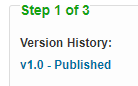 Step 1 of 3
Version History:
v1.0 - Published